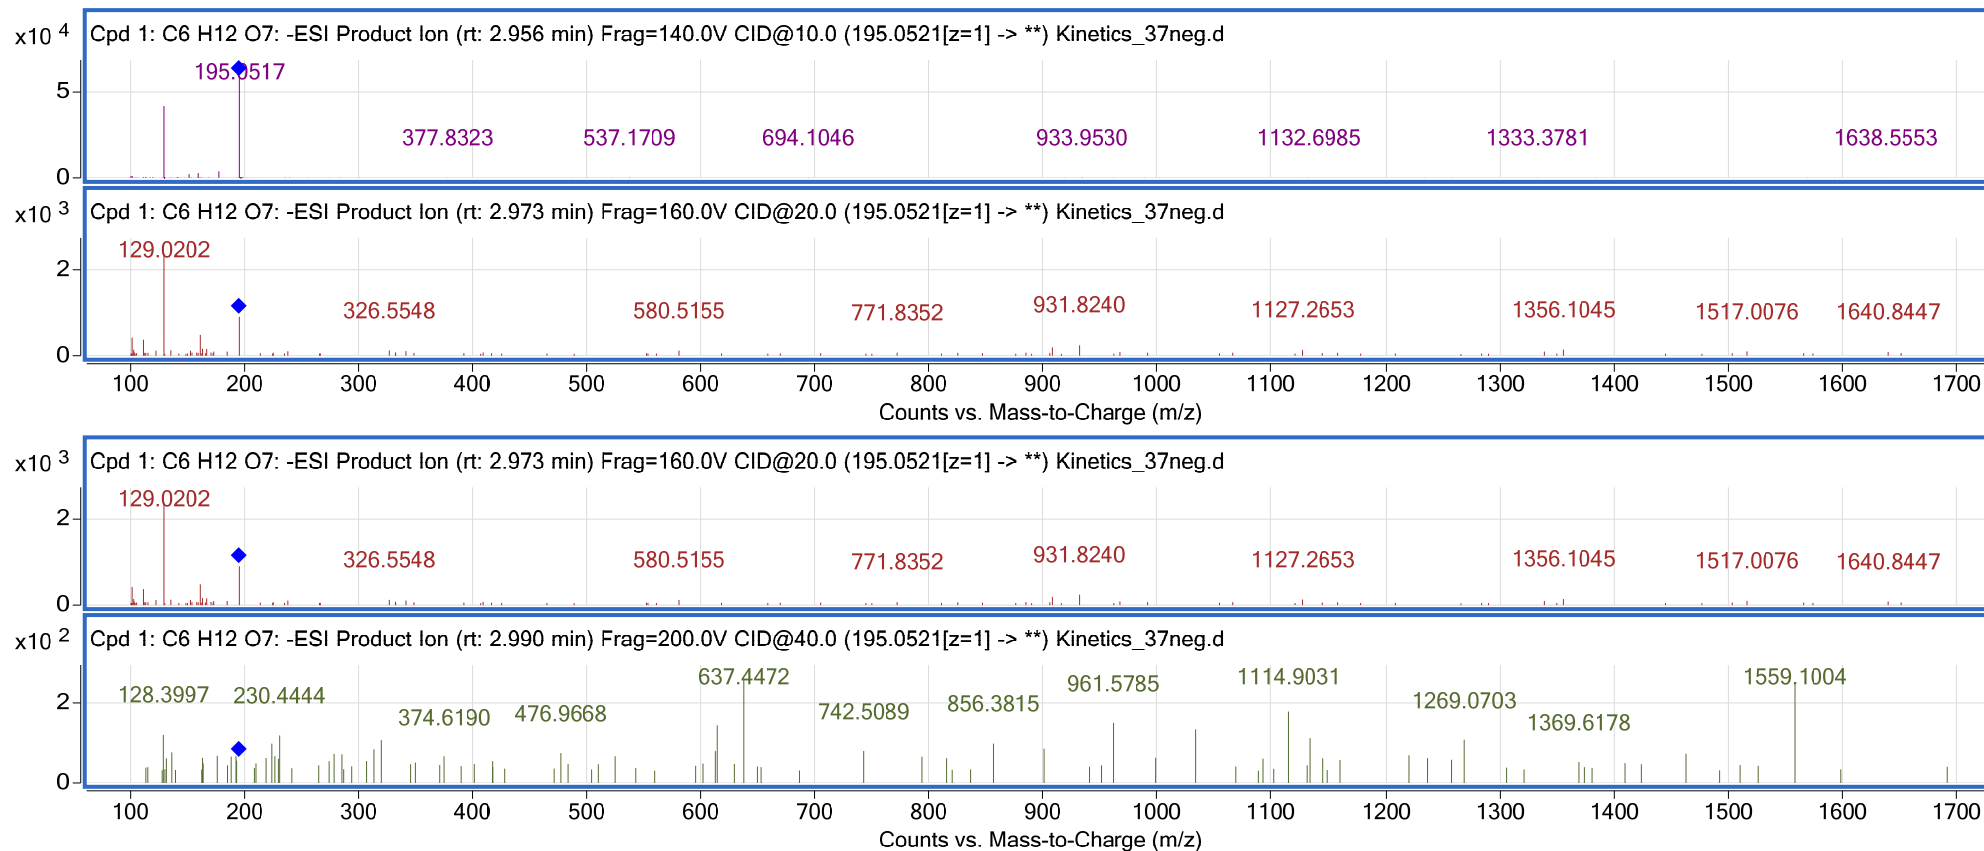 x10 4 Cpd 1: C6 H12 O7: -ESI Product Ion (rt: 2.956 min) Frag=140.0V CID@10.0 (195.0521[z=1] -> **) Kinetics_37neg.d
195.0517
5
377.8323 537.1709 694.1046 933.9530 1132.6985 1333.3781 1638.5553
0
x10 3 Cpd 1: C6 H12 O7: -ESI Product Ion (rt: 2.973 min) Frag=160.0V CID@20.0 (195.0521[z=1] -> **) Kinetics_37neg.d
129.0202
2
326.5548 580.5155 771.8352 931.8240 1127.2653 1356.1045 1517.0076 1640.8447
0
100 200 300 400 500 600 700 800 900 1000 1100 1200 1300 1400 1500 1600 1700
Counts vs. Mass-to-Charge (m/z)
x10 3 Cpd 1: C6 H12 O7: -ESI Product Ion (rt: 2.973 min) Frag=160.0V CID@20.0 (195.0521[z=1] -> **) Kinetics_37neg.d
129.0202
2
326.5548 580.5155 771.8352 931.8240 1127.2653 1356.1045 1517.0076 1640.8447
0
x10 2 Cpd 1: C6 H12 O7: -ESI Product Ion (rt: 2.990 min) Frag=200.0V CID@40.0 (195.0521[z=1] -> **) Kinetics_37neg.d
128.3997 230.4444 374.6190 476.9668 637.4472 742.5089 856.3815 961.5785 1114.9031 1269.0703 1369.6178 1559.1004
2
0
100 200 300 400 500 600 700 800 900 1000 1100 1200 1300 1400 1500 1600 1700
Counts vs. Mass-to-Charge (m/z)